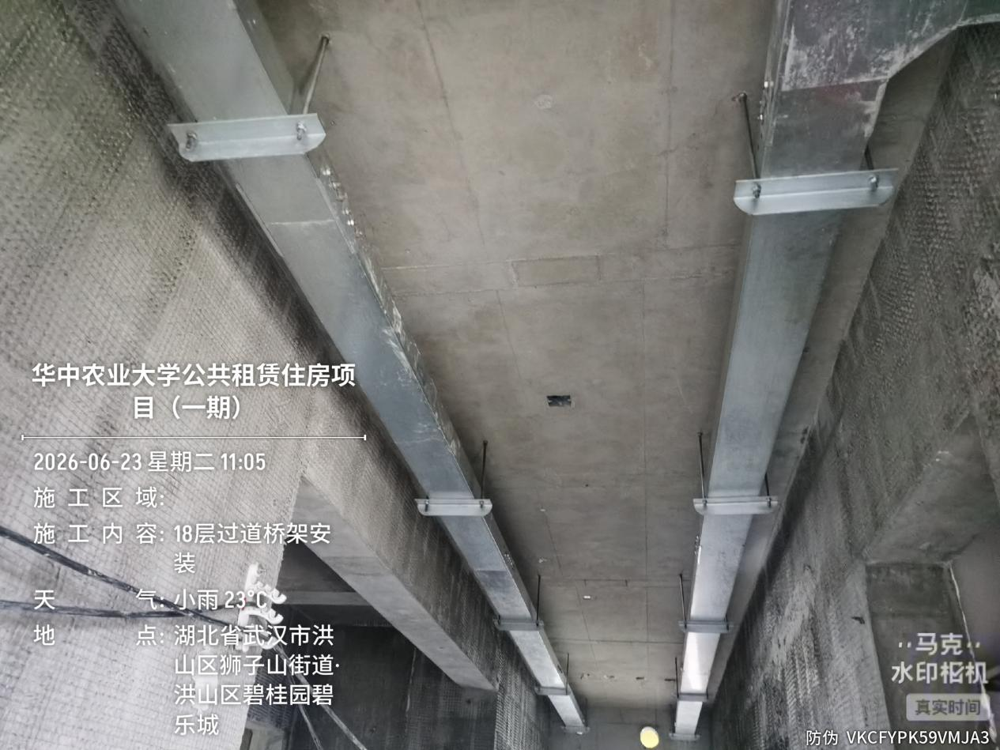 华中农业大学公共租赁住房项
目（一期）
2026-06-23 星期二 11:05
施工区域:
施工内容: 18层过道桥架安
装
天气: 小雨 23°C
地点: 湖北省武汉市洪
山区狮子山街道·
洪山区碧桂园碧
乐城
马克
水印相机
真实时间
防伪 VKCFYPK59VMJA3